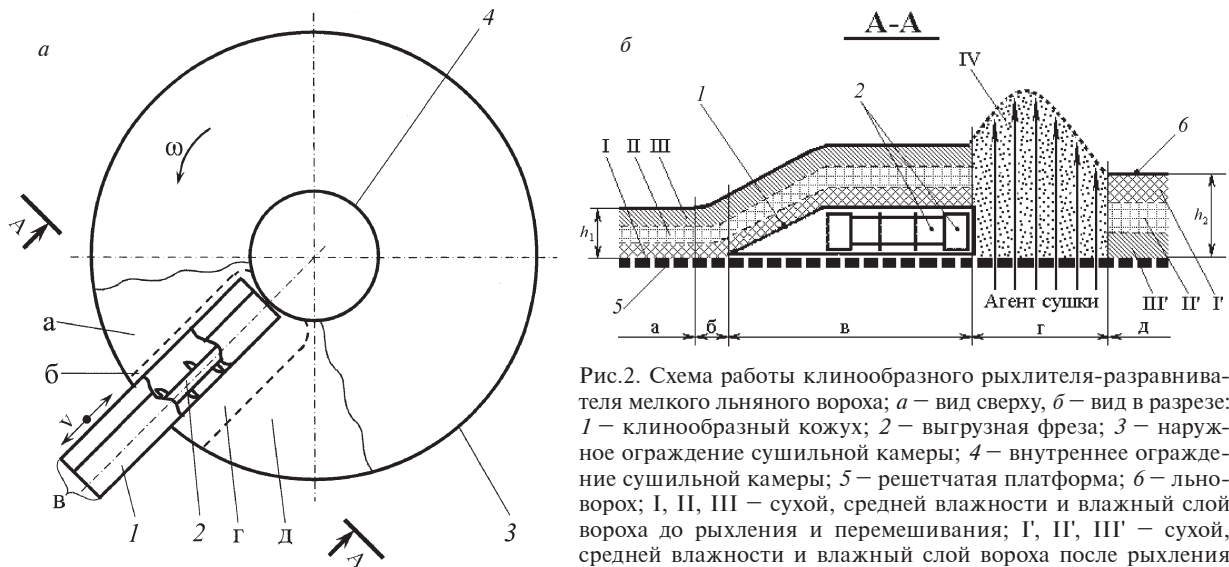 а
4
ω
А
а
б
v
в
1
2
г
д
А
3
А-А
б
IV
1
2
6
I II III
h1
h2
5
Агент сушки
III' II' I'
а б в г д
Рис.2. Схема работы клинообразного рыхлителя-разравнива-
теля мелкого льняного вороха; а – вид сверху, б – вид в разрезе:
1 – клинообразный кожух; 2 – выгрузная фреза; 3 – наруж-
ное ограждение сушильной камеры; 4 – внутреннее огражде-
ние сушильной камеры; 5 – решетчатая платформа; 6 – льно-
ворох; I, II, III – сухой, средней влажности и влажный слой
вороха до рыхления и перемешивания; I', II', III' – сухой,
средней влажности и влажный слой вороха после рыхления